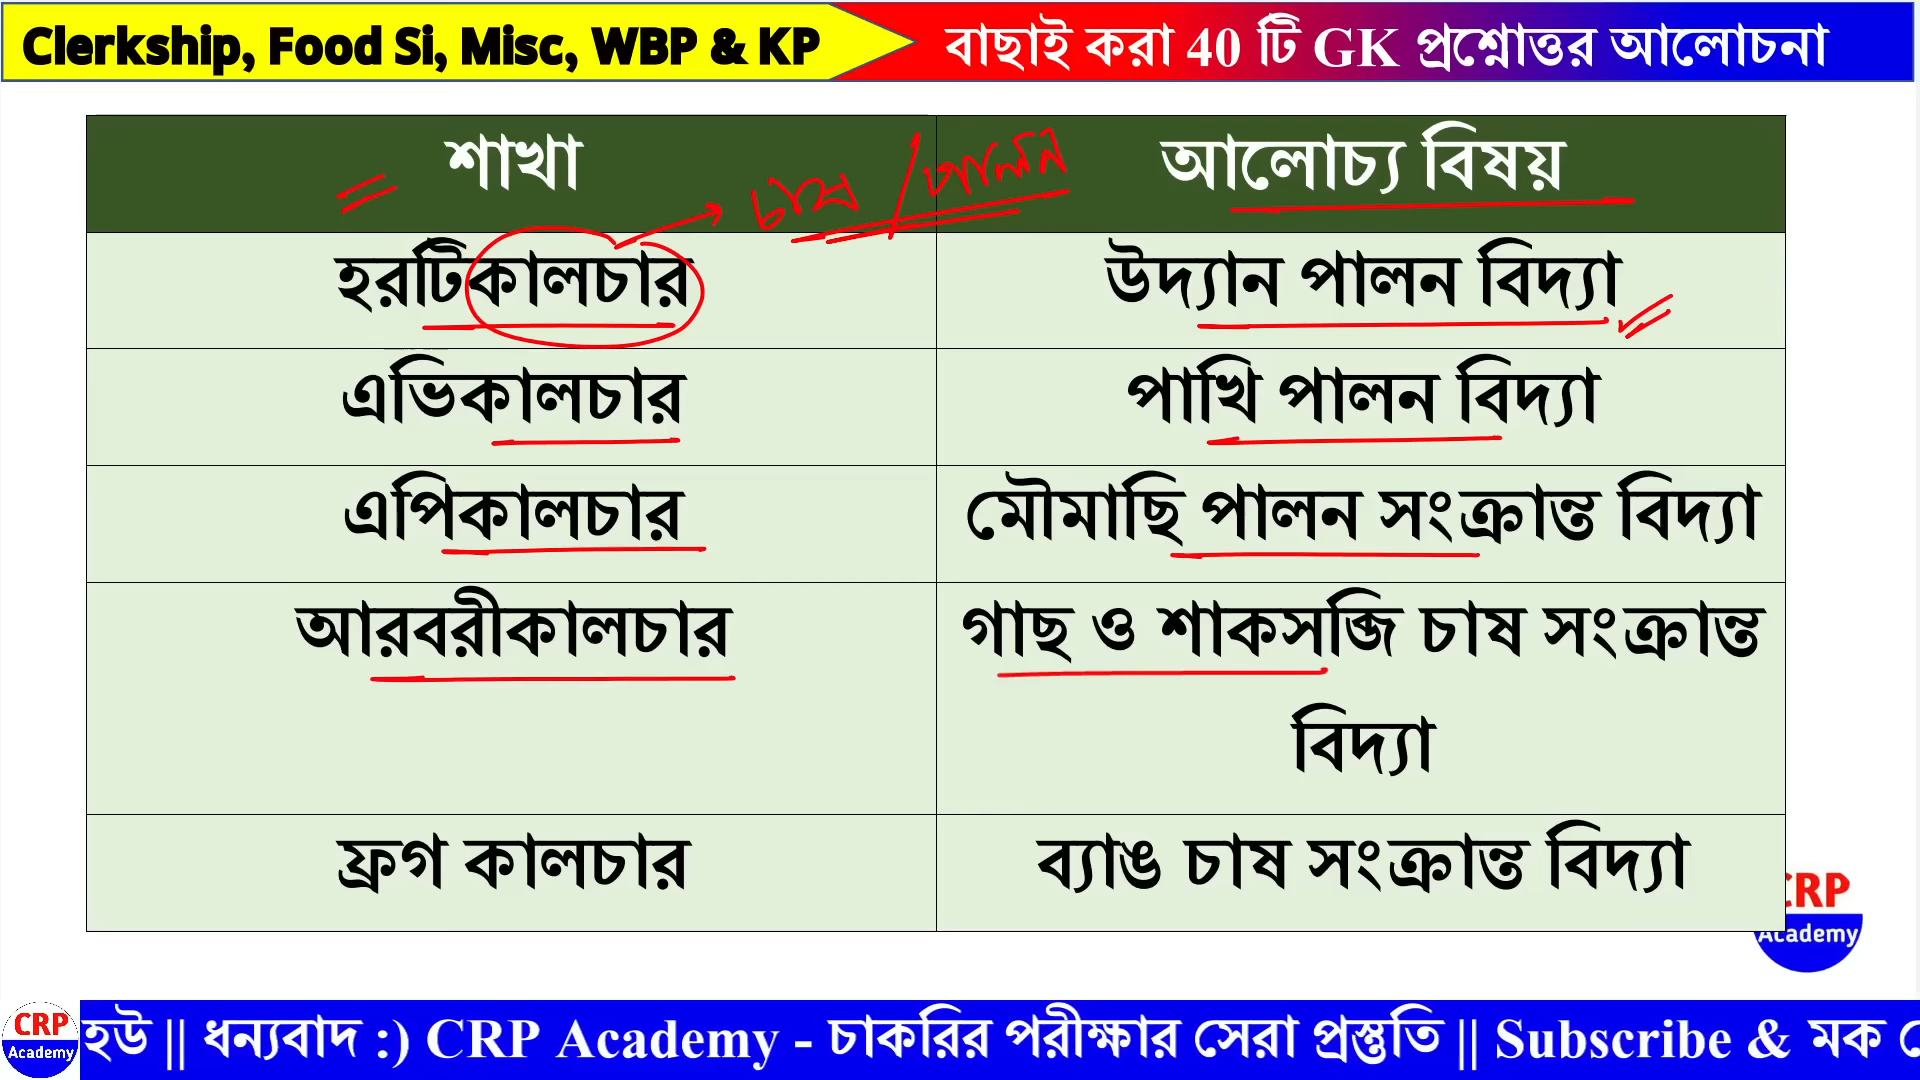 Clerkship, Food Si, Misc, WBP & KP
বাছাই করা 40 টি GK প্রশ্নোত্তর আলোচনা
শাখা
চাষ / পালন
আলোচ্য বিষয়
হরটিকালচার
উদ্যান পালন বিদ্যা
এভিকালচার
পাখি পালন বিদ্যা
এপিকালচার
মৌমাছি পালন সংক্রান্ত বিদ্যা
আরবরীকালচার
গাছ ও শাকসব্জি চাষ সংক্রান্ত
বিদ্যা
ফ্রগ কালচার
ব্যাঙ চাষ সংক্রান্ত বিদ্যা
CRP
Academy
CRP
Academy
হউ || ধন্যবাদ :) CRP Academy - চাকরির পরীক্ষার সেরা প্রস্তুতি || Subscribe & মক